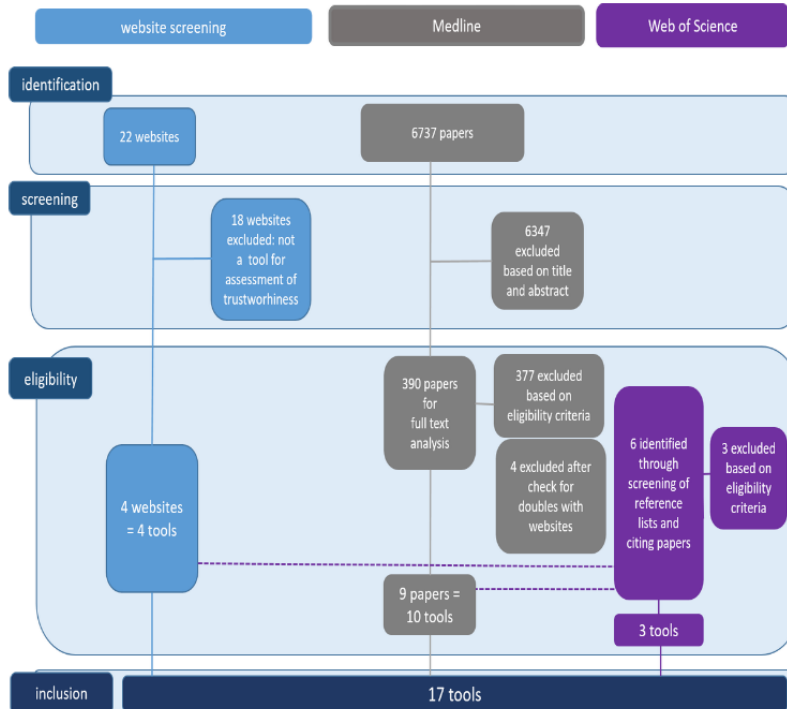 website screening
Medline
Web of Science
identification
22 websites
6737 papers
screening
18 websites
excluded: not
a tool for
assessment of
trustworhiness
6347
excluded
based on title
and abstract
eligibility
390 papers
for
full text
analysis
377 excluded
based on
eligibility criteria
4 excluded after
check for
doubles with
websites
6 identified
through
screening of
reference
lists and
citing papers
3 excluded
based on
eligibility
criteria
4 websites
= 4 tools
9 papers =
10 tools
3 tools
inclusion
17 tools